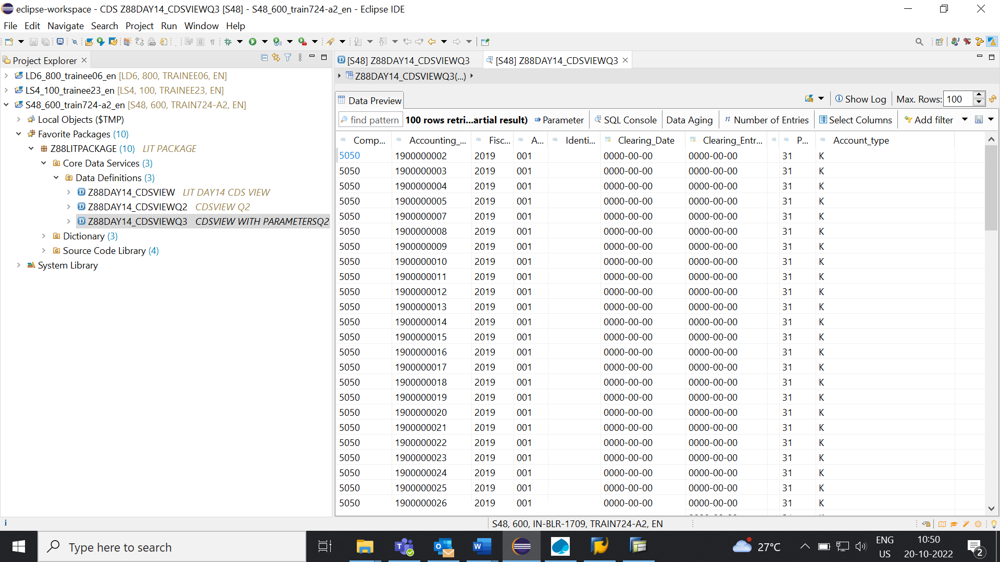 eclipse-workspace - CDS Z88DAY14_CDSVIEWQ3 [S48] - S48_600_train724-a2_en - Eclipse IDE
File Edit Navigate Search Project Run Window Help
Project Explorer
LD6_800_trainee06_en [LD6, 800, TRAINEE06, EN]
LS4_100_trainee23_en [LS4, 100, TRAINEE23, EN]
S48_600_train724-a2_en [S48, 600, TRAIN724-A2, EN]
Local Objects ($TMP)
Favorite Packages (10)
Z88LITPACKAGE (10) LIT PACKAGE
Core Data Services (3)
Data Definitions (3)
Z88DAY14_CDSVIEW LIT DAY14 CDS VIEW
Z88DAY14_CDSVIEWQ2 CDSVIEW Q2
Z88DAY14_CDSVIEWQ3 CDSVIEW WITH PARAMETERSQ2
Dictionary (3)
Source Code Library (4)
System Library
[S48] Z88DAY14_CDSVIEWQ3 [S48] Z88DAY14_CDSVIEWQ3
Z88DAY14_CDSVIEWQ3(...)
Data Preview Show Log Max. Rows: 100
find pattern 100 rows retri...artial result) Parameter SQL Console Data Aging Number of Entries Select Columns Add filter
Comp... Accounting_... Fisc... A... Identi... Clearing_Date Clearing_Entr... P... Account_type
5050 1900000002 2019 001 0000-00-00 0000-00-00 31 K
5050 1900000003 2019 001 0000-00-00 0000-00-00 31 K
5050 1900000004 2019 001 0000-00-00 0000-00-00 31 K
5050 1900000005 2019 001 0000-00-00 0000-00-00 31 K
5050 1900000007 2019 001 0000-00-00 0000-00-00 31 K
5050 1900000008 2019 001 0000-00-00 0000-00-00 31 K
5050 1900000009 2019 001 0000-00-00 0000-00-00 31 K
5050 1900000010 2019 001 0000-00-00 0000-00-00 31 K
5050 1900000011 2019 001 0000-00-00 0000-00-00 31 K
5050 1900000012 2019 001 0000-00-00 0000-00-00 31 K
5050 1900000013 2019 001 0000-00-00 0000-00-00 31 K
5050 1900000014 2019 001 0000-00-00 0000-00-00 31 K
5050 1900000015 2019 001 0000-00-00 0000-00-00 31 K
5050 1900000016 2019 001 0000-00-00 0000-00-00 31 K
5050 1900000017 2019 001 0000-00-00 0000-00-00 31 K
5050 1900000018 2019 001 0000-00-00 0000-00-00 31 K
5050 1900000019 2019 001 0000-00-00 0000-00-00 31 K
5050 1900000020 2019 001 0000-00-00 0000-00-00 31 K
5050 1900000021 2019 001 0000-00-00 0000-00-00 31 K
5050 1900000022 2019 001 0000-00-00 0000-00-00 31 K
5050 1900000023 2019 001 0000-00-00 0000-00-00 31 K
5050 1900000024 2019 001 0000-00-00 0000-00-00 31 K
5050 1900000025 2019 001 0000-00-00 0000-00-00 31 K
5050 1900000026 2019 001 0000-00-00 0000-00-00 31 K
S48, 600, IN-BLR-1709, TRAIN724-A2, EN
Type here to search
27°C
ENG
US
10:50
20-10-2022
2